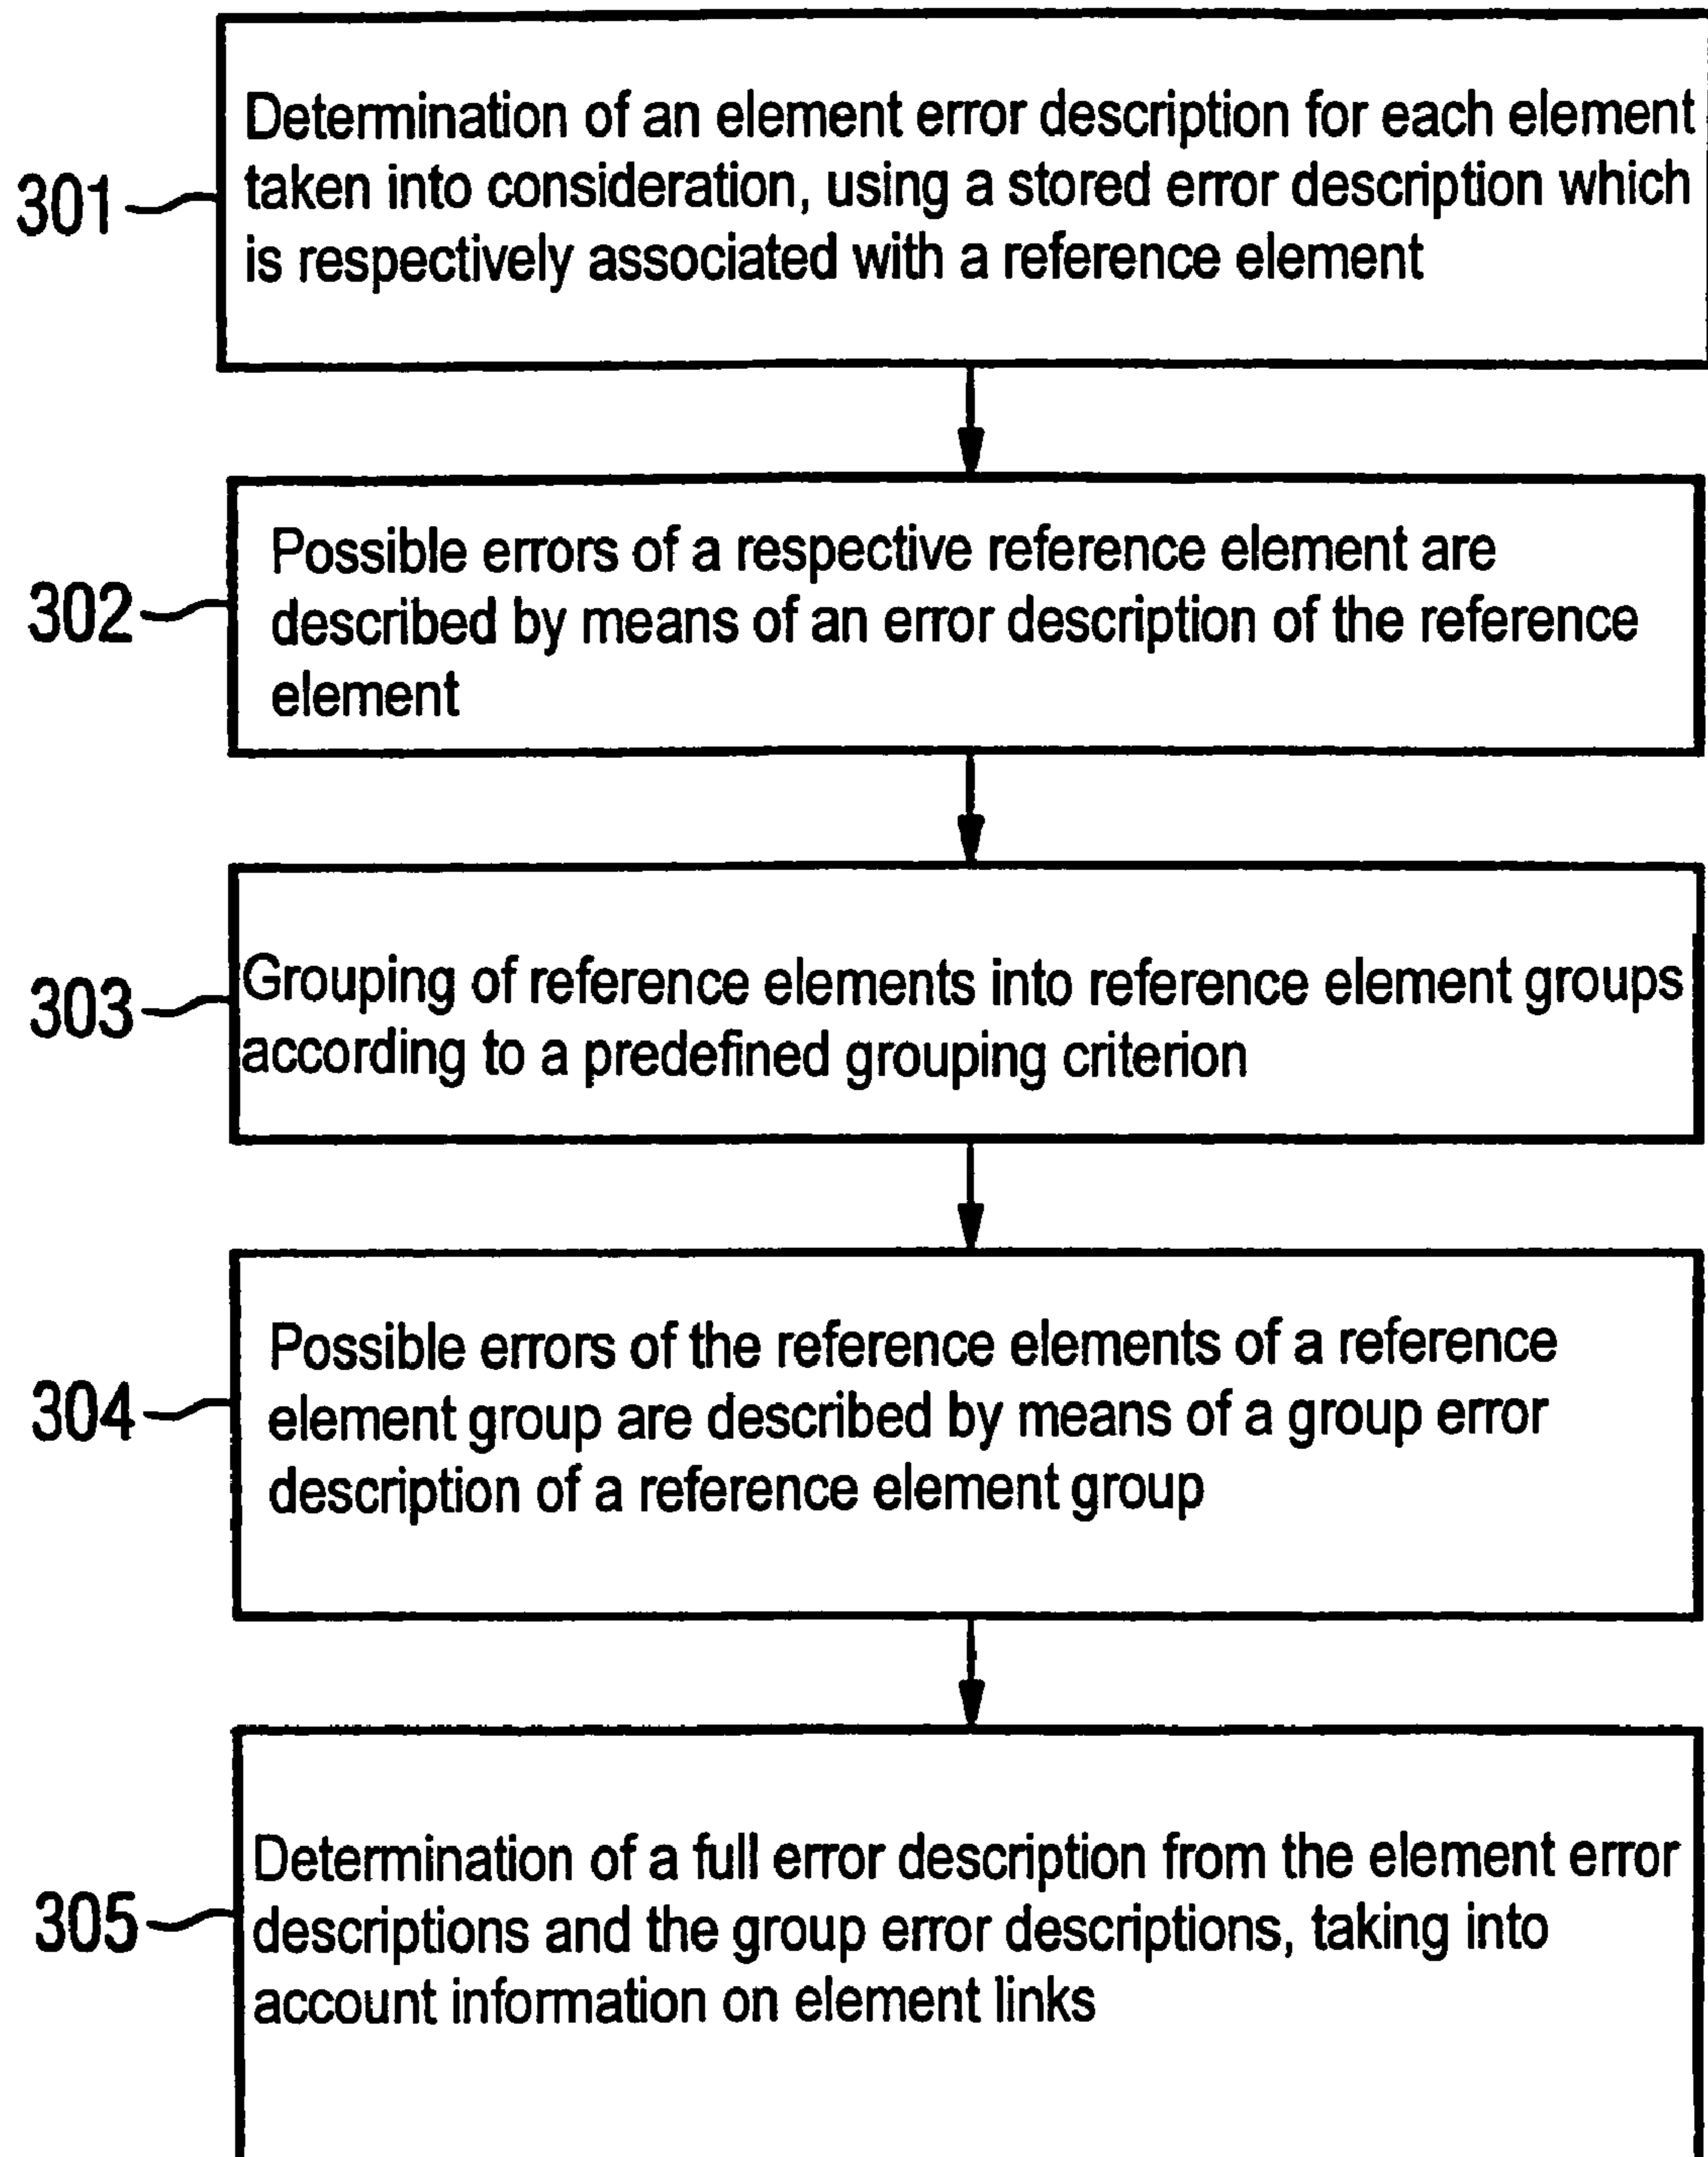 Determination of an element error description for each element
301 taken into consideration, using a stored error description which
is respectively associated with a reference element
Possible errors of a respective reference element are
302 described by means of an error description of the reference
element
303 Grouping of reference elements into reference element groups
according to a predefined grouping criterion
Possible errors of the reference elements of a reference
304 element group are described by means of a group error
description of a reference element group
Determination of a full error description from the element error
305 descriptions and the group error descriptions, taking into
account information on element links